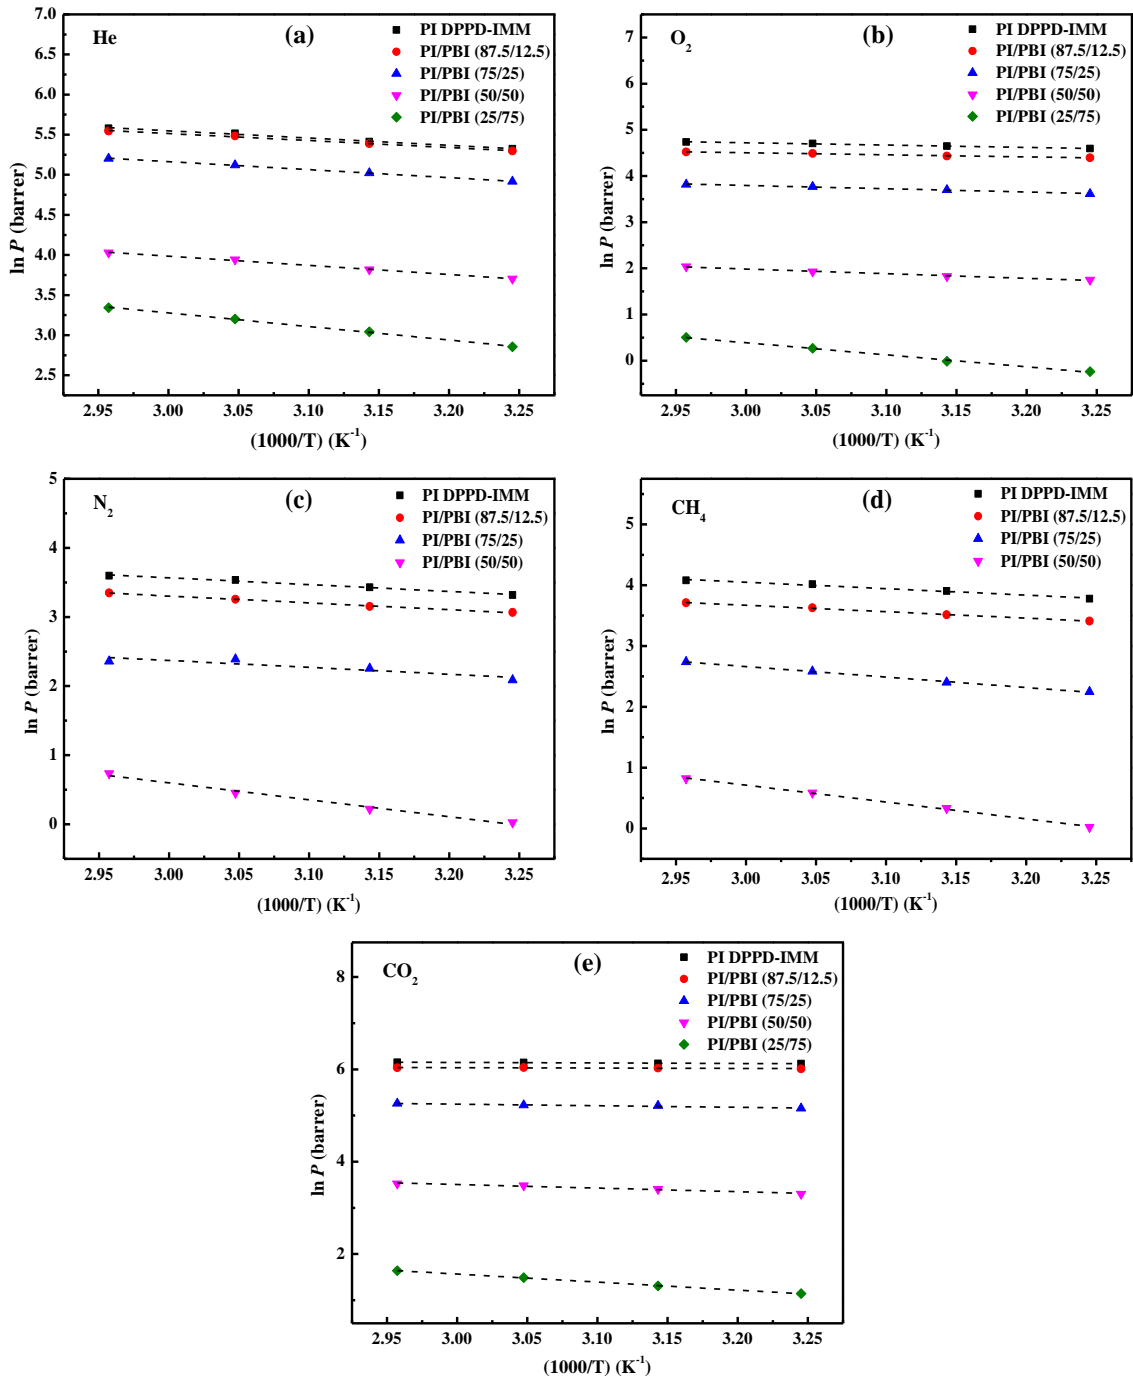 He
(a)
PI DPPD-IMM
PI/PBI (87.5/12.5)
PI/PBI (75/25)
PI/PBI (50/50)
PI/PBI (25/75)
7.0
6.5
6.0
5.5
5.0
4.5
4.0
3.5
3.0
2.5
ln P (barrer)
2.95 3.00 3.05 3.10 3.15 3.20 3.25
(1000/T) (K⁻¹)
O₂
(b)
PI DPPD-IMM
PI/PBI (87.5/12.5)
PI/PBI (75/25)
PI/PBI (50/50)
PI/PBI (25/75)
7
6
5
4
3
2
1
0
ln P (barrer)
2.95 3.00 3.05 3.10 3.15 3.20 3.25
(1000/T) (K⁻¹)
N₂
(c)
PI DPPD-IMM
PI/PBI (87.5/12.5)
PI/PBI (75/25)
PI/PBI (50/50)
5
4
3
2
1
0
ln P (barrer)
2.95 3.00 3.05 3.10 3.15 3.20 3.25
(1000/T) (K⁻¹)
CH₄
(d)
PI DPPD-IMM
PI/PBI (87.5/12.5)
PI/PBI (75/25)
PI/PBI (50/50)
5
4
3
2
1
0
ln P (barrer)
2.95 3.00 3.05 3.10 3.15 3.20 3.25
(1000/T) (K⁻¹)
CO₂
(e)
PI DPPD-IMM
PI/PBI (87.5/12.5)
PI/PBI (75/25)
PI/PBI (50/50)
PI/PBI (25/75)
8
6
4
2
ln P (barrer)
2.95 3.00 3.05 3.10 3.15 3.20 3.25
(1000/T) (K⁻¹)